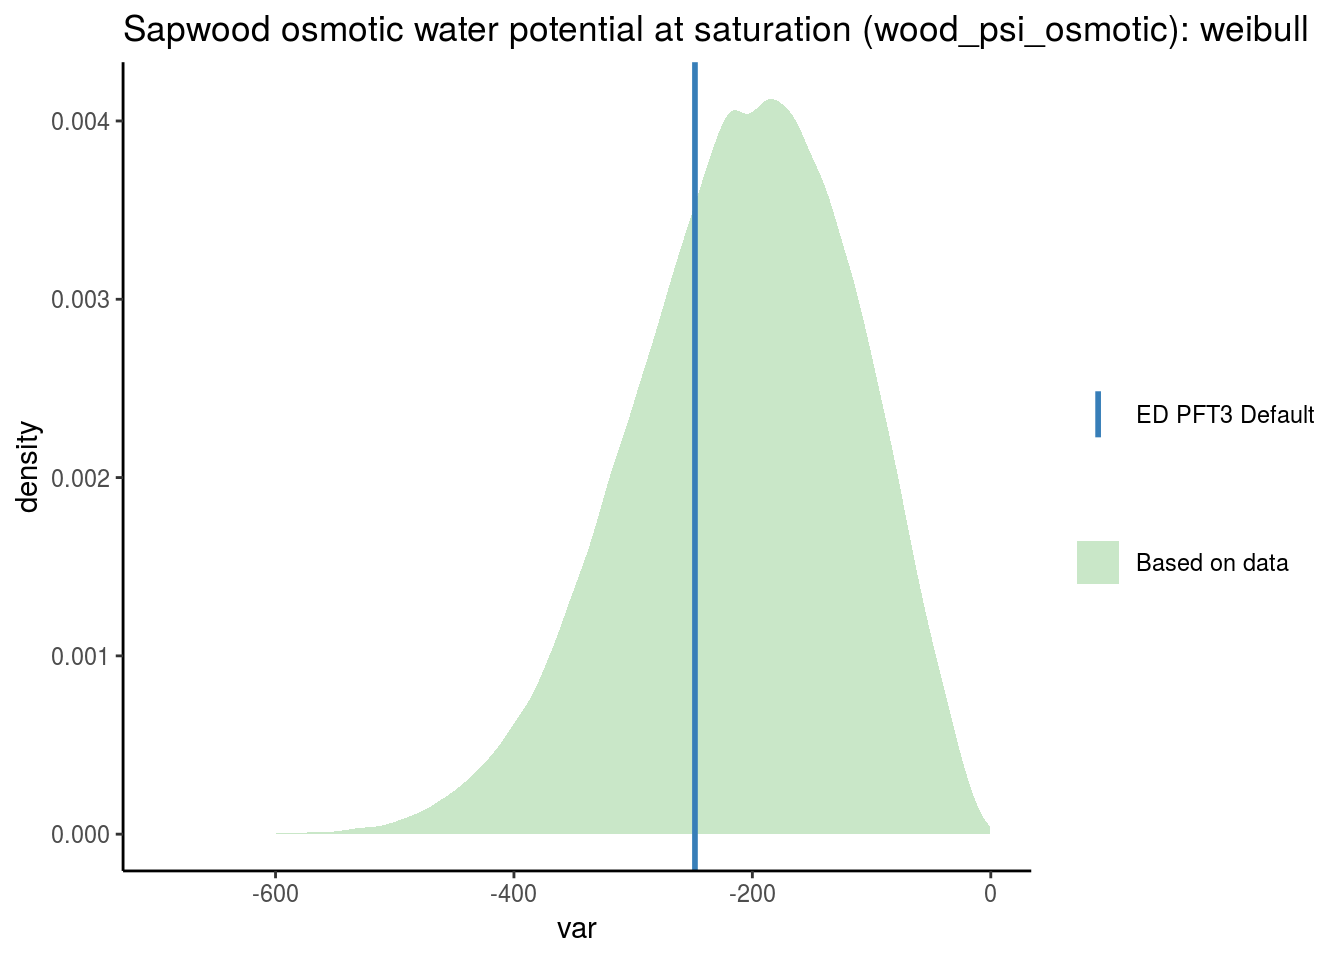 Sapwood osmotic water potential at saturation (wood_psi_osmotic): weibull
0.004
0.003
0.002
0.001
0.000
density
-600
-400
-200
0
var
ED PFT3 Default
Based on data